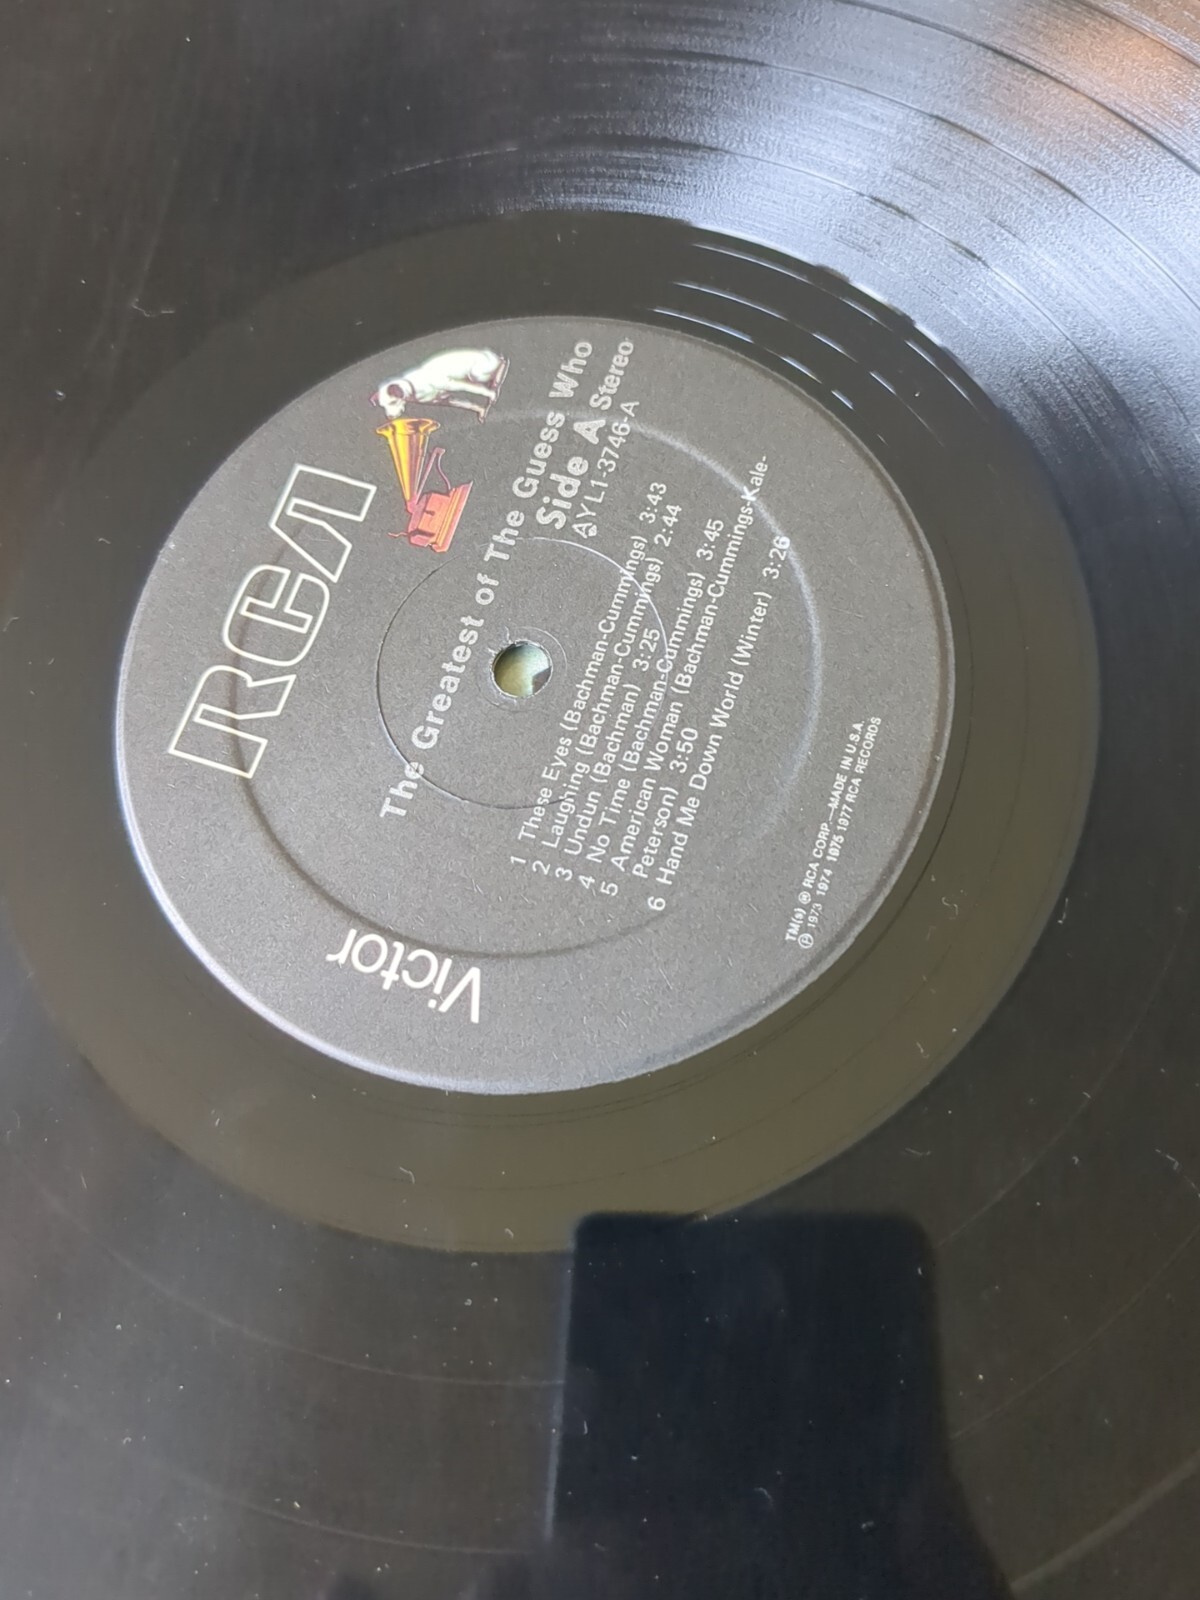 RCA
Victor
The Greatest of The Guess Who
Side A Stereo
AYL1-3746-A
1 These Eyes (Bachman-Cummings) 3:43
2 Laughing (Bachman-Cummings) 2:44
3 Undun (Bachman) 3:25
4 No Time (Bachman-Cummings) 3:45
5 American Woman (Bachman-Cummings-Kale-
Peterson) 3:50
6 Hand Me Down World (Winter) 3:26
TM(s) ® RCA CORP.—MADE IN U.S.A.
℗ 1973 1974 1975 1977 RCA RECORDS